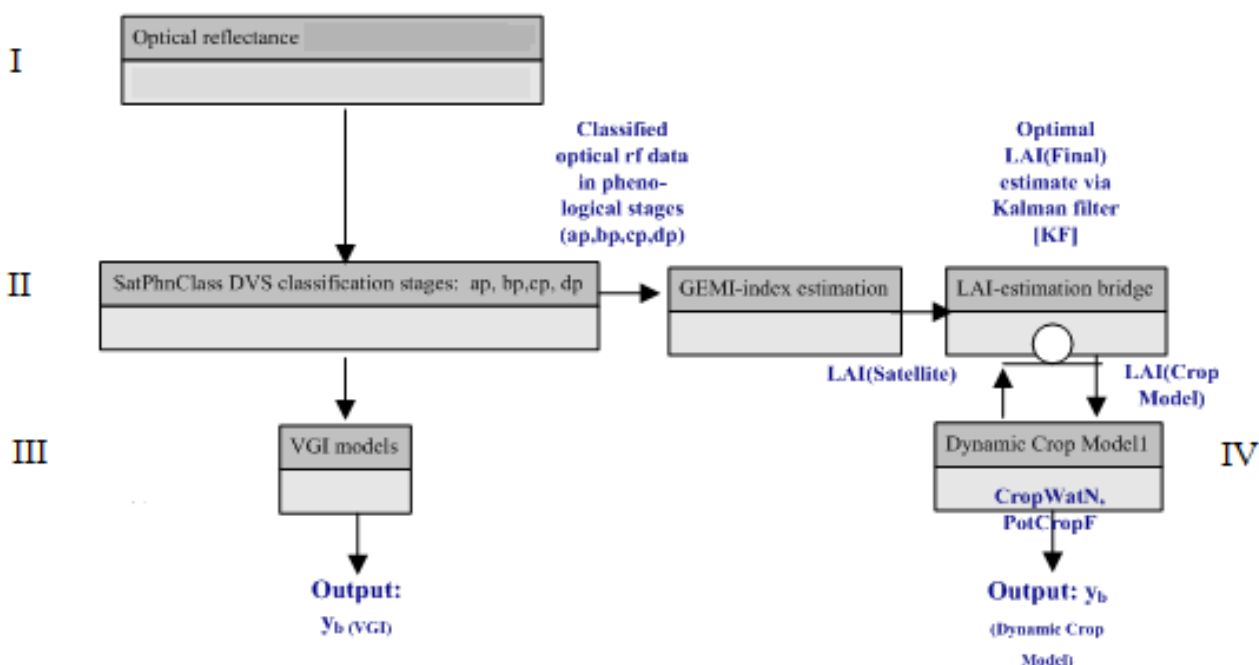 I
Optical reflectance
Classified
optical rf data
in pheno-
logical stages
(ap,bp,cp,dp)
Optimal
LAI(Final)
estimate via
Kalman filter
[KF]
II
SatPhnClass DVS classification stages: ap, bp,cp, dp
GEMI-index estimation
LAI-estimation bridge
LAI(Satellite)
LAI(Crop
Model)
III
VGI models
Dynamic Crop Model1
IV
CropWatN,
PotCropF
Output:
yb (VGI)
Output: yb
(Dynamic Crop
Model)